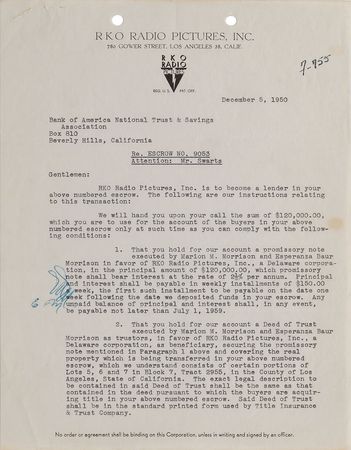 RKO RADIO PICTURES, INC.
780 GOWER STREET, LOS ANGELES 38, CALIF.
RKO
RADIO
PICTURES
REG. U.S. PAT. OFF.
7-955
December 5, 1950
Bank of America National Trust & Savings
Association
Box 810
Beverly Hills, California
Re. ESCROW NO. 9053
Attention: Mr. Swarts
Gentlemen:
RKO Radio Pictures, Inc. is to become a lender in your
above numbered escrow. The following are our instructions relating
to this transaction:
We will hand you upon your call the sum of $120,000.00,
which you are to use for the account of the buyers in your above
numbered escrow only at such time as you can comply with the follow-
ing conditions:
1. That you hold for our account a promissory note
executed by Marion M. Morrison and Esperanza Baur
Morrison in favor of RKO Radio Pictures, Inc., a Delaware corpora-
tion, in the principal amount of $120,000.00, which promissory
note shall bear interest at the rate of 2½% per annum. Principal
and interest shall be payable in weekly installments of $150.00
week, the first such installment to be payable on date one
week following the date we deposited funds in your escrow. Any
unpaid balance of principal and interest shall, in any event,
be payable not later than July 1, 1959.
2. That you hold for our account a Deed of Trust
executed by Marion M. Morrison and Esperanza Baur
Morrison as trustors, in favor of RKO Radio Pictures, Inc., a
Delaware corporation, as beneficiary, securing the promissory
note mentioned in Paragraph 1 above and covering the real
property which is being transferred in your above numbered
escrow, which we understand consists of certain portions of
Lots 5, 6 and 7 in Block 7, Tract 2955, in the County of Los
Angeles, State of California. The exact legal description to
be contained in said Deed of Trust shall be the same as that
contained in the deed pursuant to which the buyers are acquir-
ing title in your above numbered escrow. Said Deed of Trust
shall be in the standard printed form used by Title Insurance
& Trust Company.
No order or agreement shall be binding on this Corporation, unless in writing and signed by an officer.